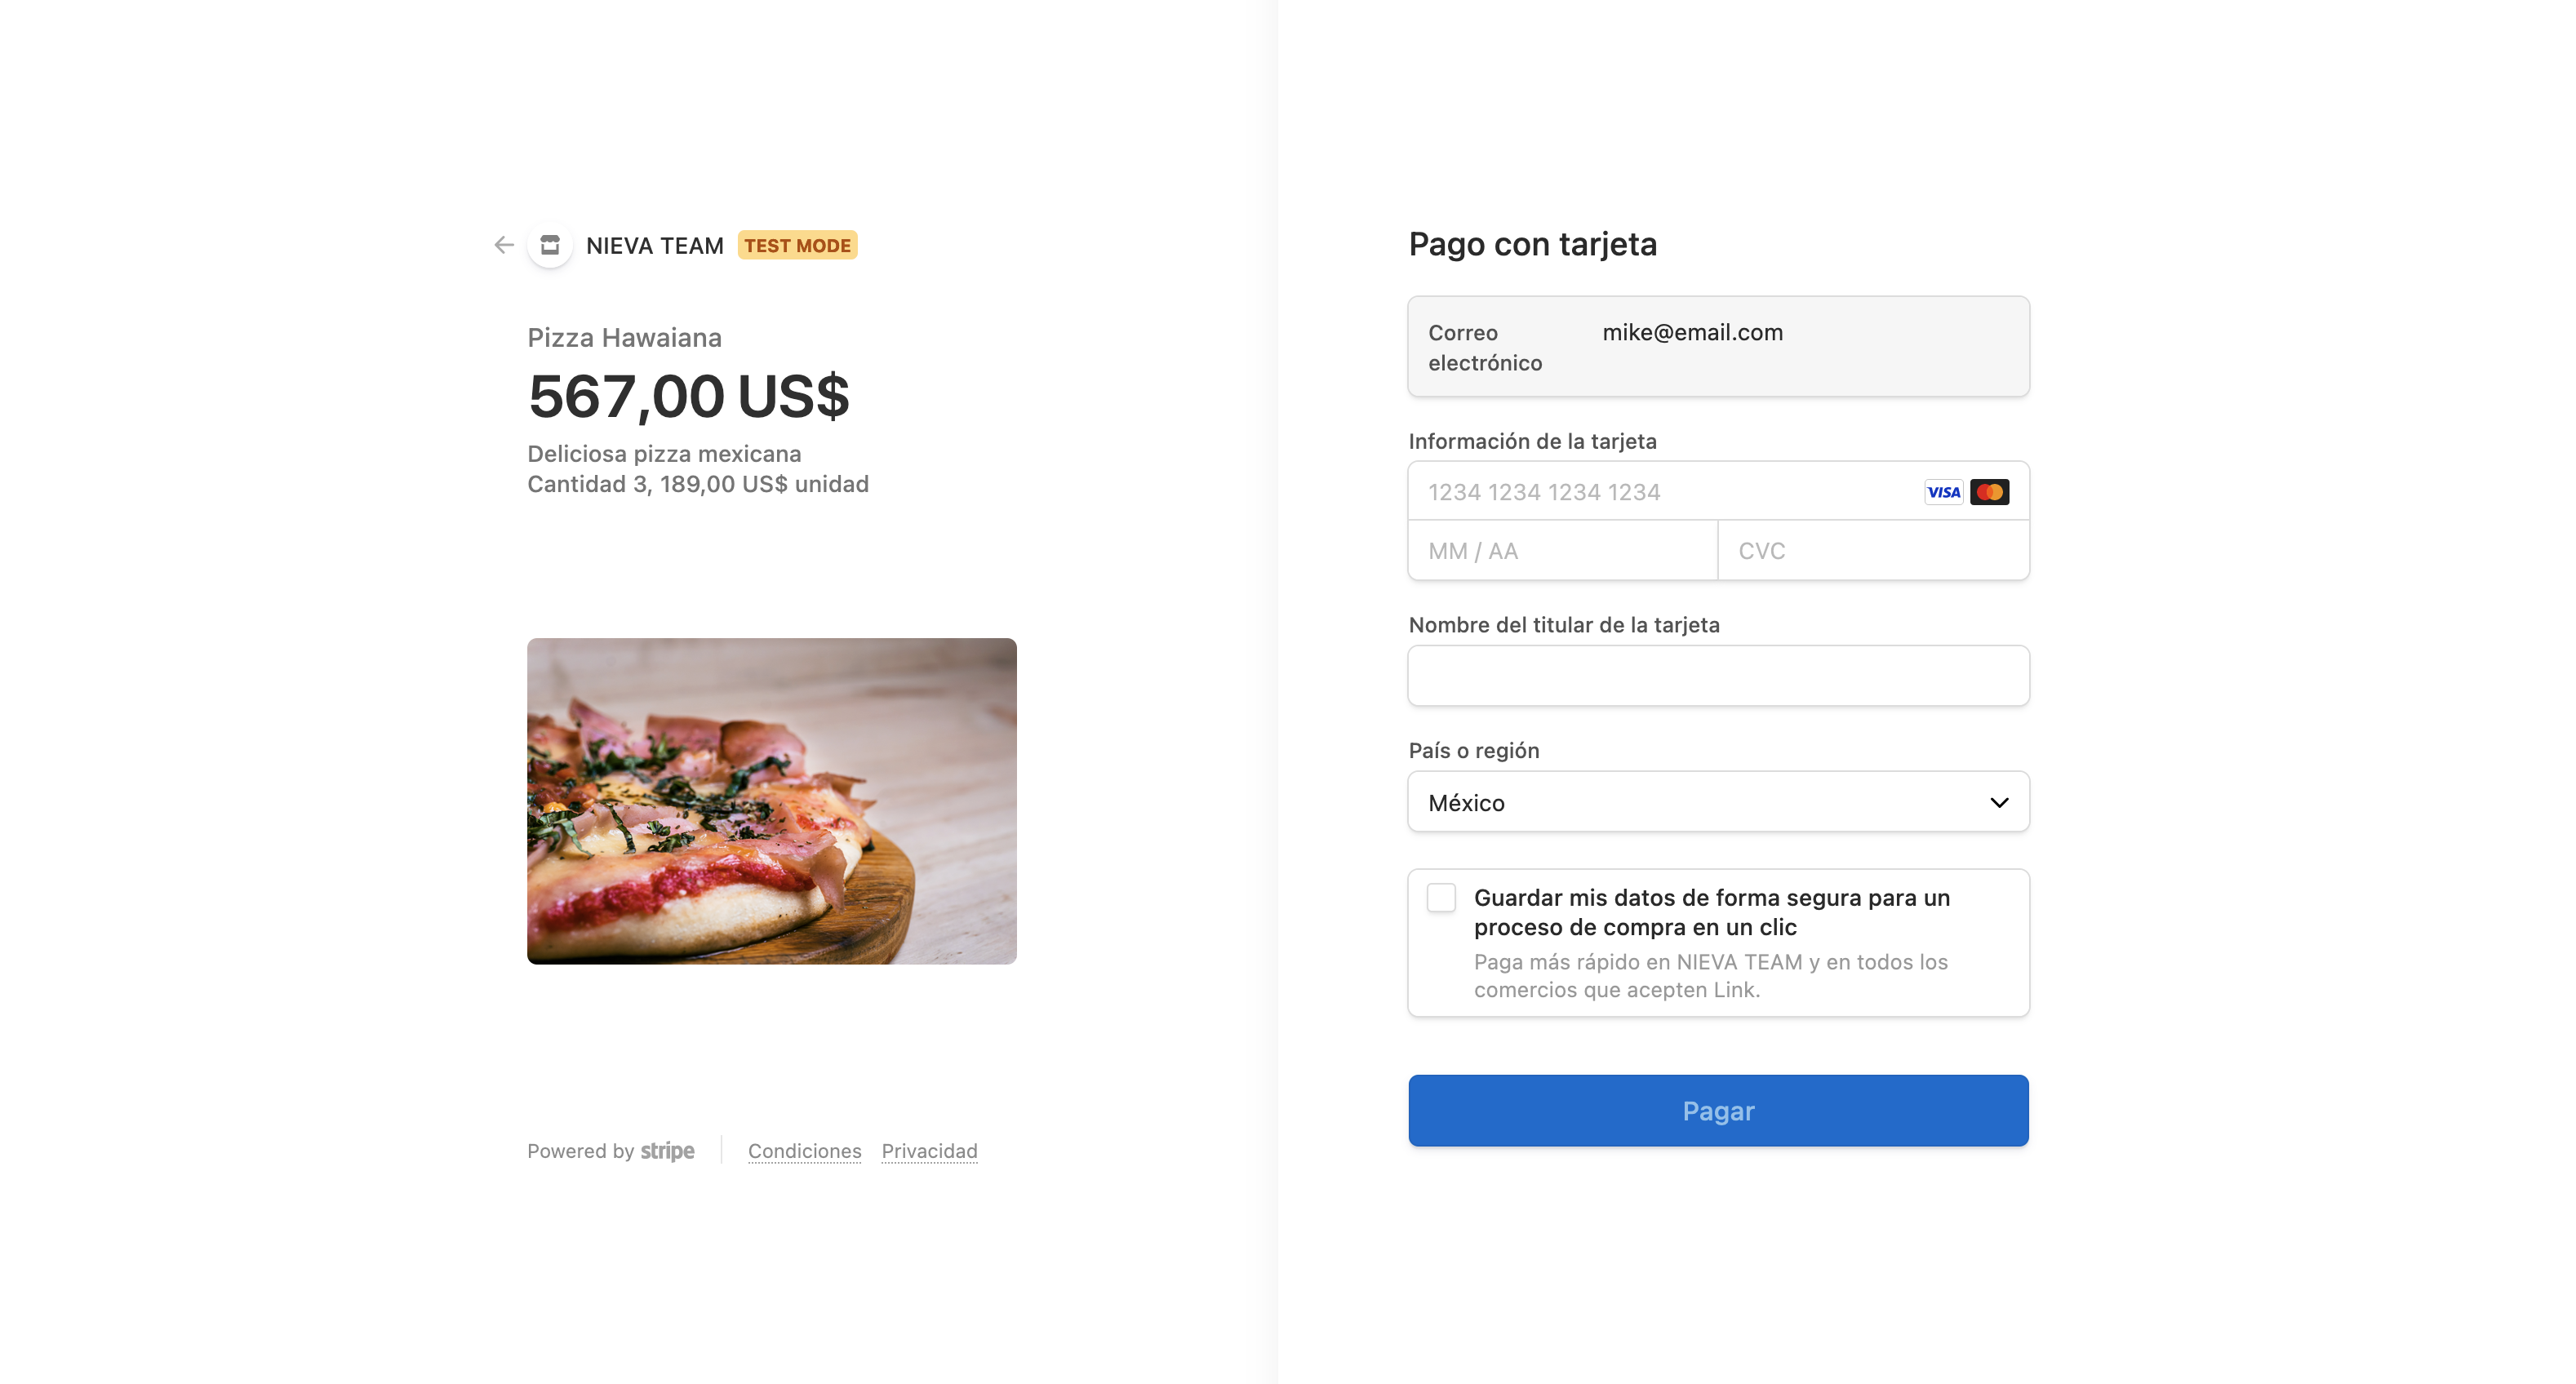 NIEVA TEAM TEST MODE
Pizza Hawaiana
567,00 US$
Deliciosa pizza mexicana
Cantidad 3, 189,00 US$ unidad
Powered by stripe
Condiciones Privacidad
Pago con tarjeta
Correo electrónico mike@email.com
Información de la tarjeta
1234 1234 1234 1234 VISA
MM / AA CVC
Nombre del titular de la tarjeta
País o región
México
Guardar mis datos de forma segura para un
proceso de compra en un clic
Paga más rápido en NIEVA TEAM y en todos los
comercios que acepten Link.
Pagar